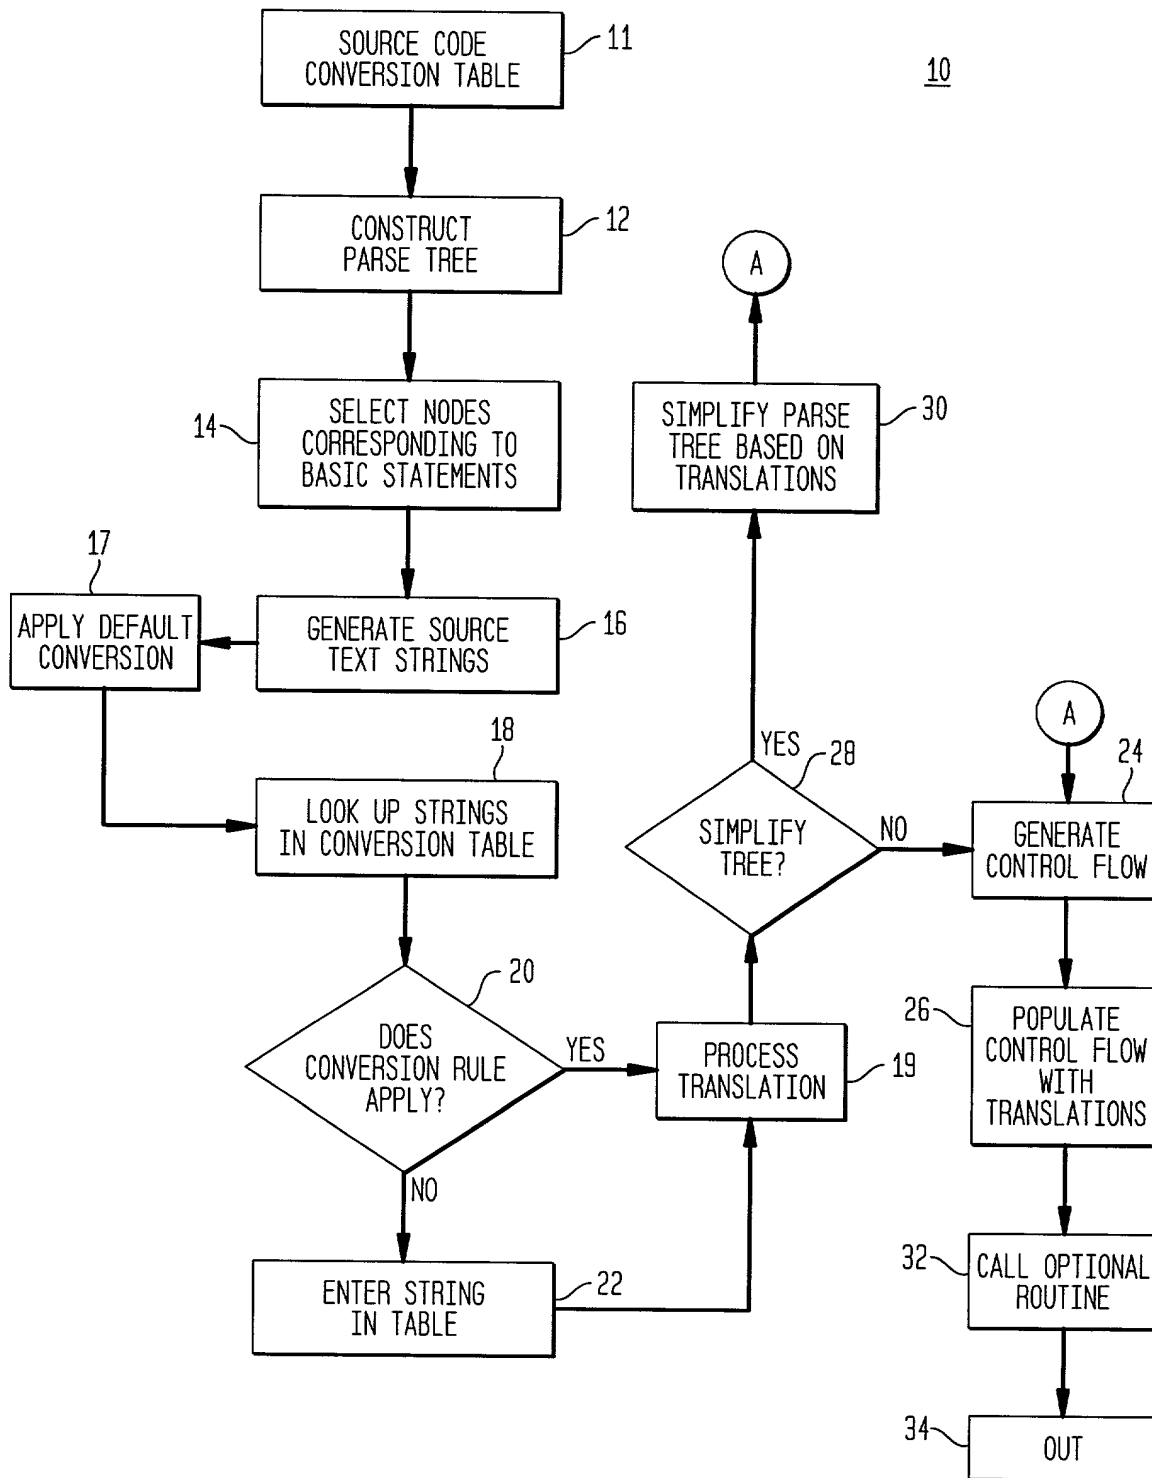 SOURCE CODE
CONVERSION TABLE
11
10
CONSTRUCT
PARSE TREE
12
A
SELECT NODES
CORRESPONDING TO
BASIC STATEMENTS
14
SIMPLIFY PARSE
TREE BASED ON
TRANSLATIONS
30
17
APPLY DEFAULT
CONVERSION
GENERATE SOURCE
TEXT STRINGS
16
18
LOOK UP STRINGS
IN CONVERSION TABLE
YES
28
SIMPLIFY
TREE?
NO
A
24
GENERATE
CONTROL FLOW
20
DOES
CONVERSION RULE
APPLY?
YES
NO
PROCESS
TRANSLATION
19
26
POPULATE
CONTROL FLOW
WITH
TRANSLATIONS
ENTER STRING
IN TABLE
22
32
CALL OPTIONAL
ROUTINE
34
OUT